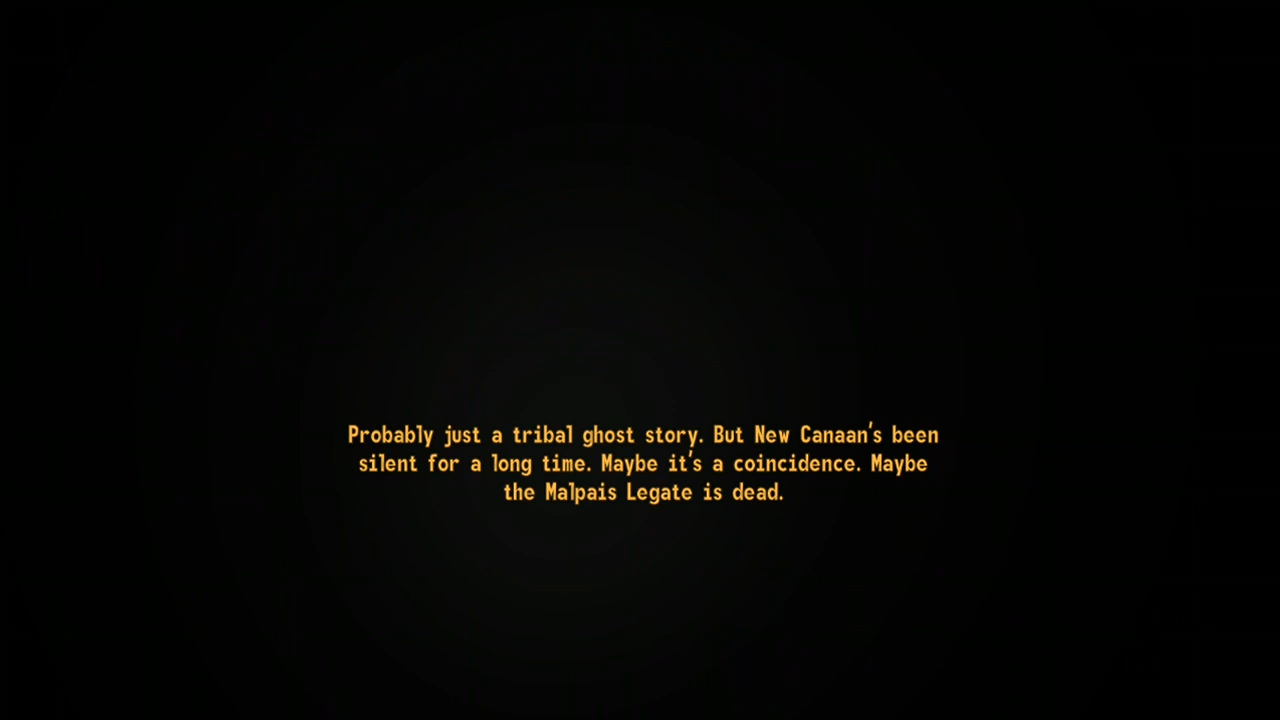 Probably just a tribal ghost story. But New Canaan's been
silent for a long time. Maybe it's a coincidence. Maybe
the Malpais Legate is dead.